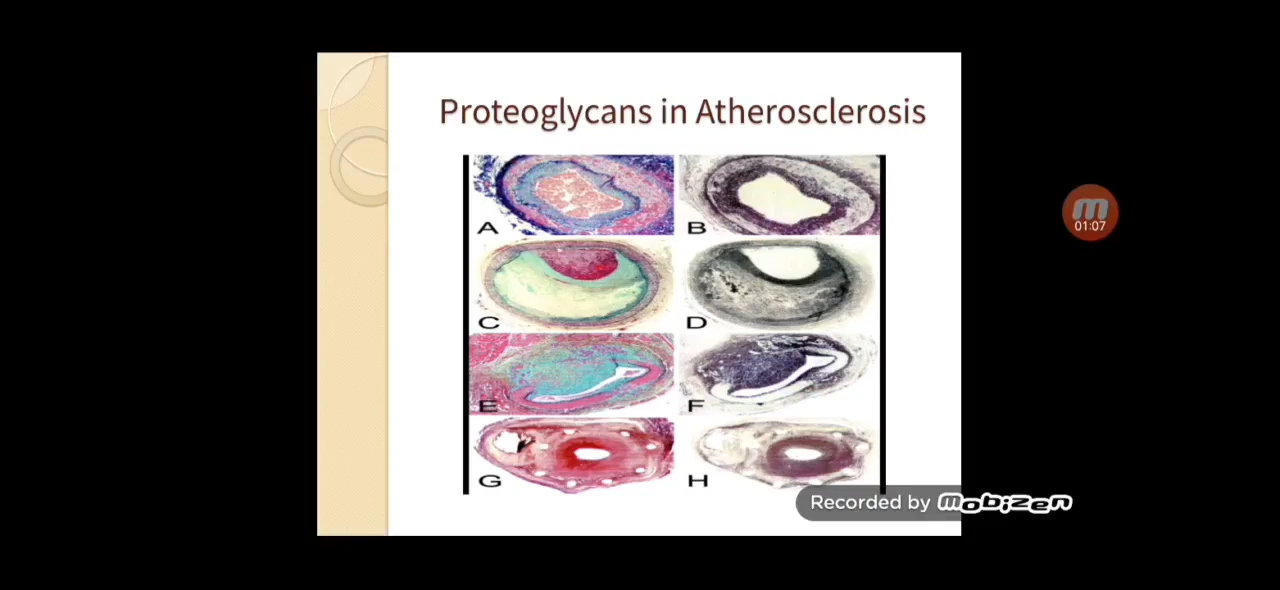 Proteoglycans in Atherosclerosis
A
B
C
D
E
F
G
H
m
01:07
Recorded by mobizen